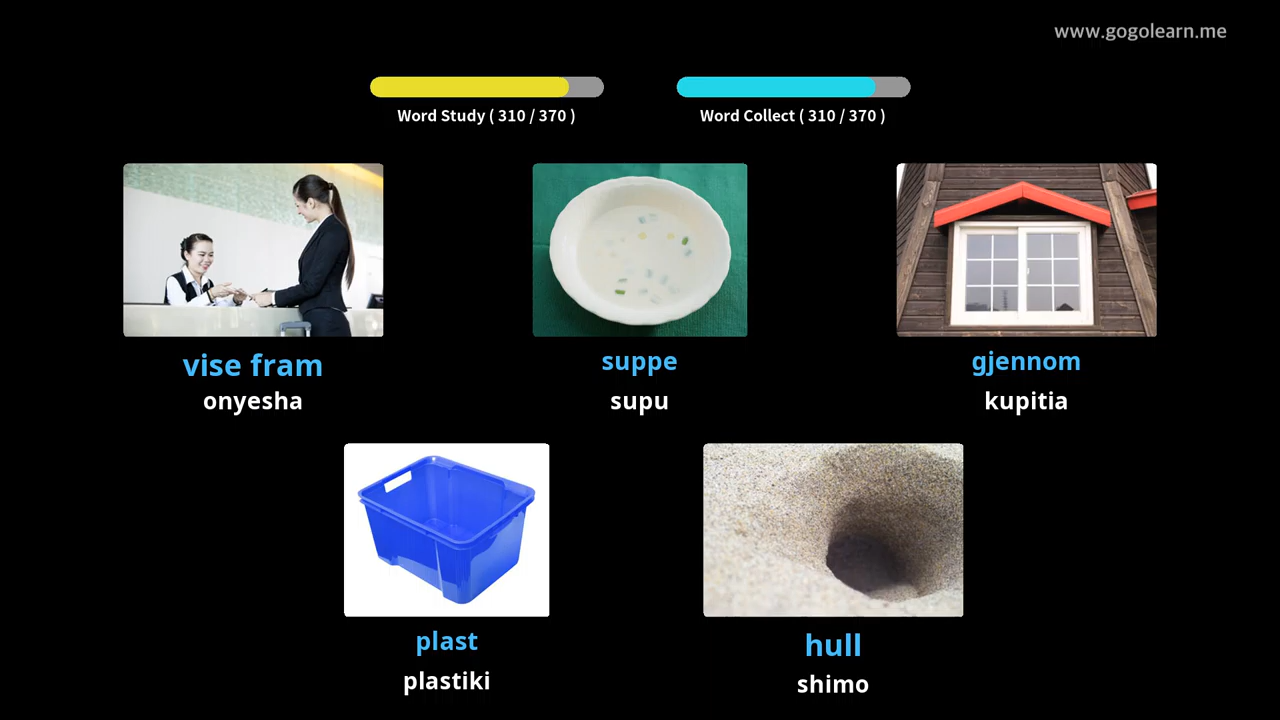 www.gogolearn.me
Word Study ( 310 / 370 )
Word Collect ( 310 / 370 )
vise fram
onyesha
suppe
supu
gjennom
kupitia
plast
plastiki
hull
shimo